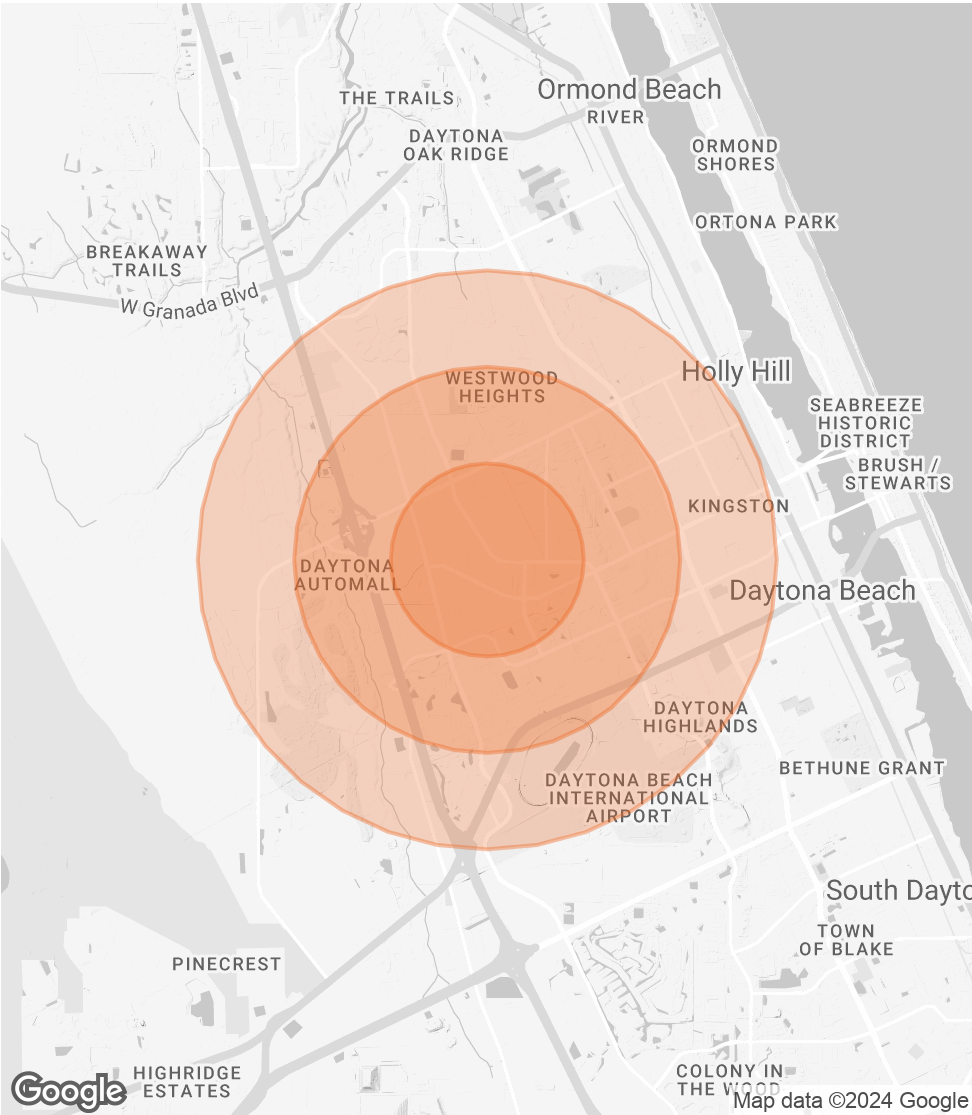 Ormond Beach
THE TRAILS
RIVER
DAYTONA
OAK RIDGE
ORMOND
SHORES
ORTONA PARK
BREAKAWAY
TRAILS
W Granada Blvd
WESTWOOD
HEIGHTS
Holly Hill
SEABREEZE
HISTORIC
DISTRICT
BRUSH /
STEWARTS
KINGSTON
DAYTONA
AUTOMALL
Daytona Beach
DAYTONA
HIGHLANDS
BETHUNE GRANT
DAYTONA BEACH
INTERNATIONAL
AIRPORT
South Dayto
TOWN
OF BLAKE
PINECREST
HIGHRIDGE
ESTATES
COLONY IN
THE WOOD
Google
Map data ©2024 Google